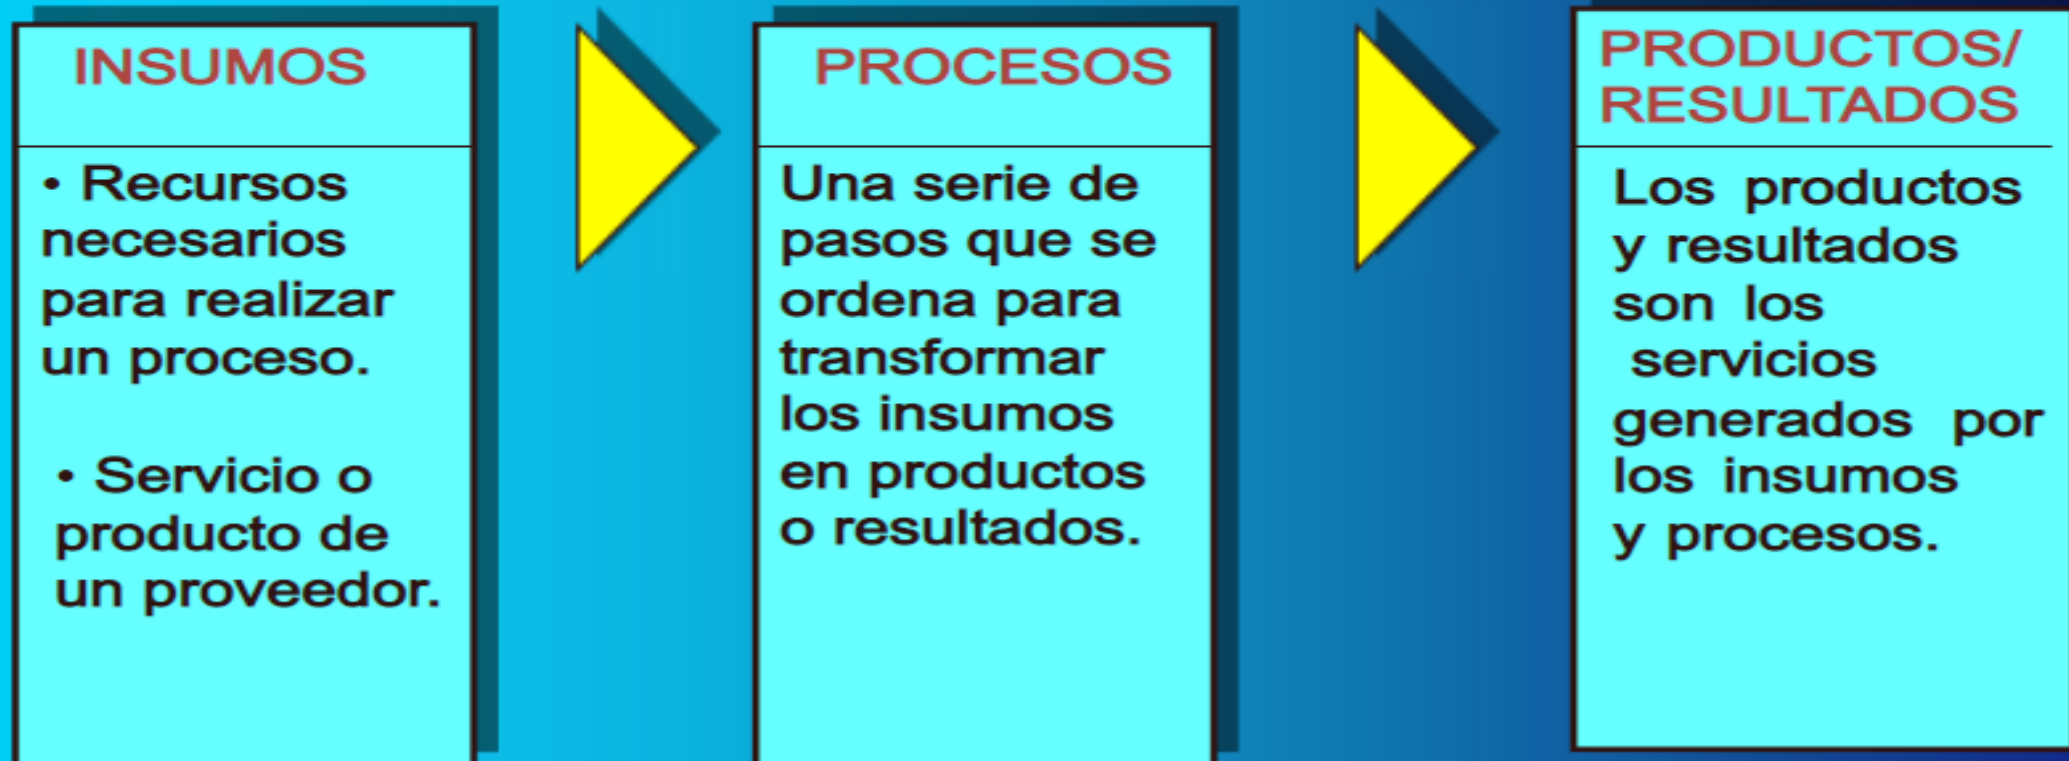 INSUMOS
• Recursos
necesarios
para realizar
un proceso.
• Servicio o
producto de
un proveedor.
PROCESOS
Una serie de
pasos que se
ordena para
transformar
los insumos
en productos
o resultados.
PRODUCTOS/
RESULTADOS
Los productos
y resultados
son los
servicios
generados por
los insumos
y procesos.